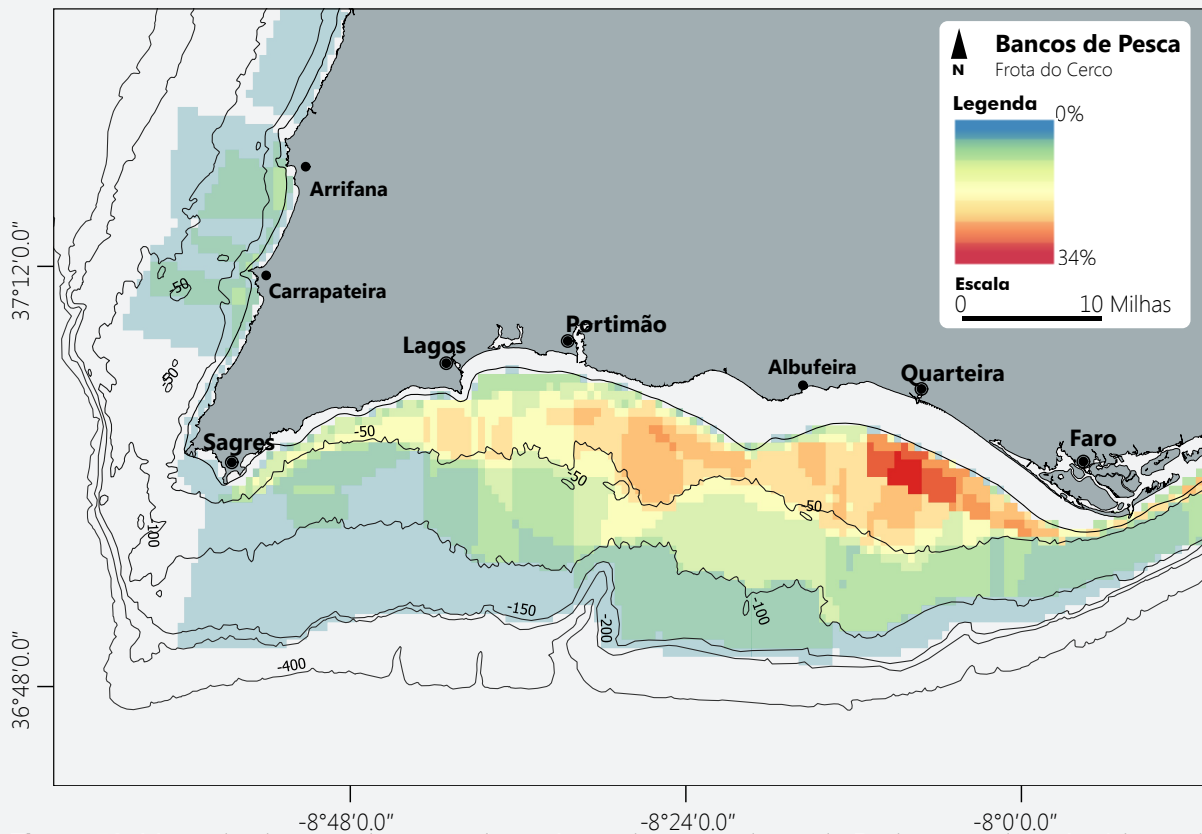 Bancos de Pesca
N
Frota do Cerco
Legenda
0%
34%
Escala
0
10 Milhas
Arrifana
37°12'0.0"
-50
Carrapateira
Portimão
Lagos
Albufeira
Quarteira
-50
-50
Sagres
Faro
-50
-50
-100
-150
-100
-200
-400
36°48'0.0"
-8°48'0.0"
-8°24'0.0"
-8°0'0.0"